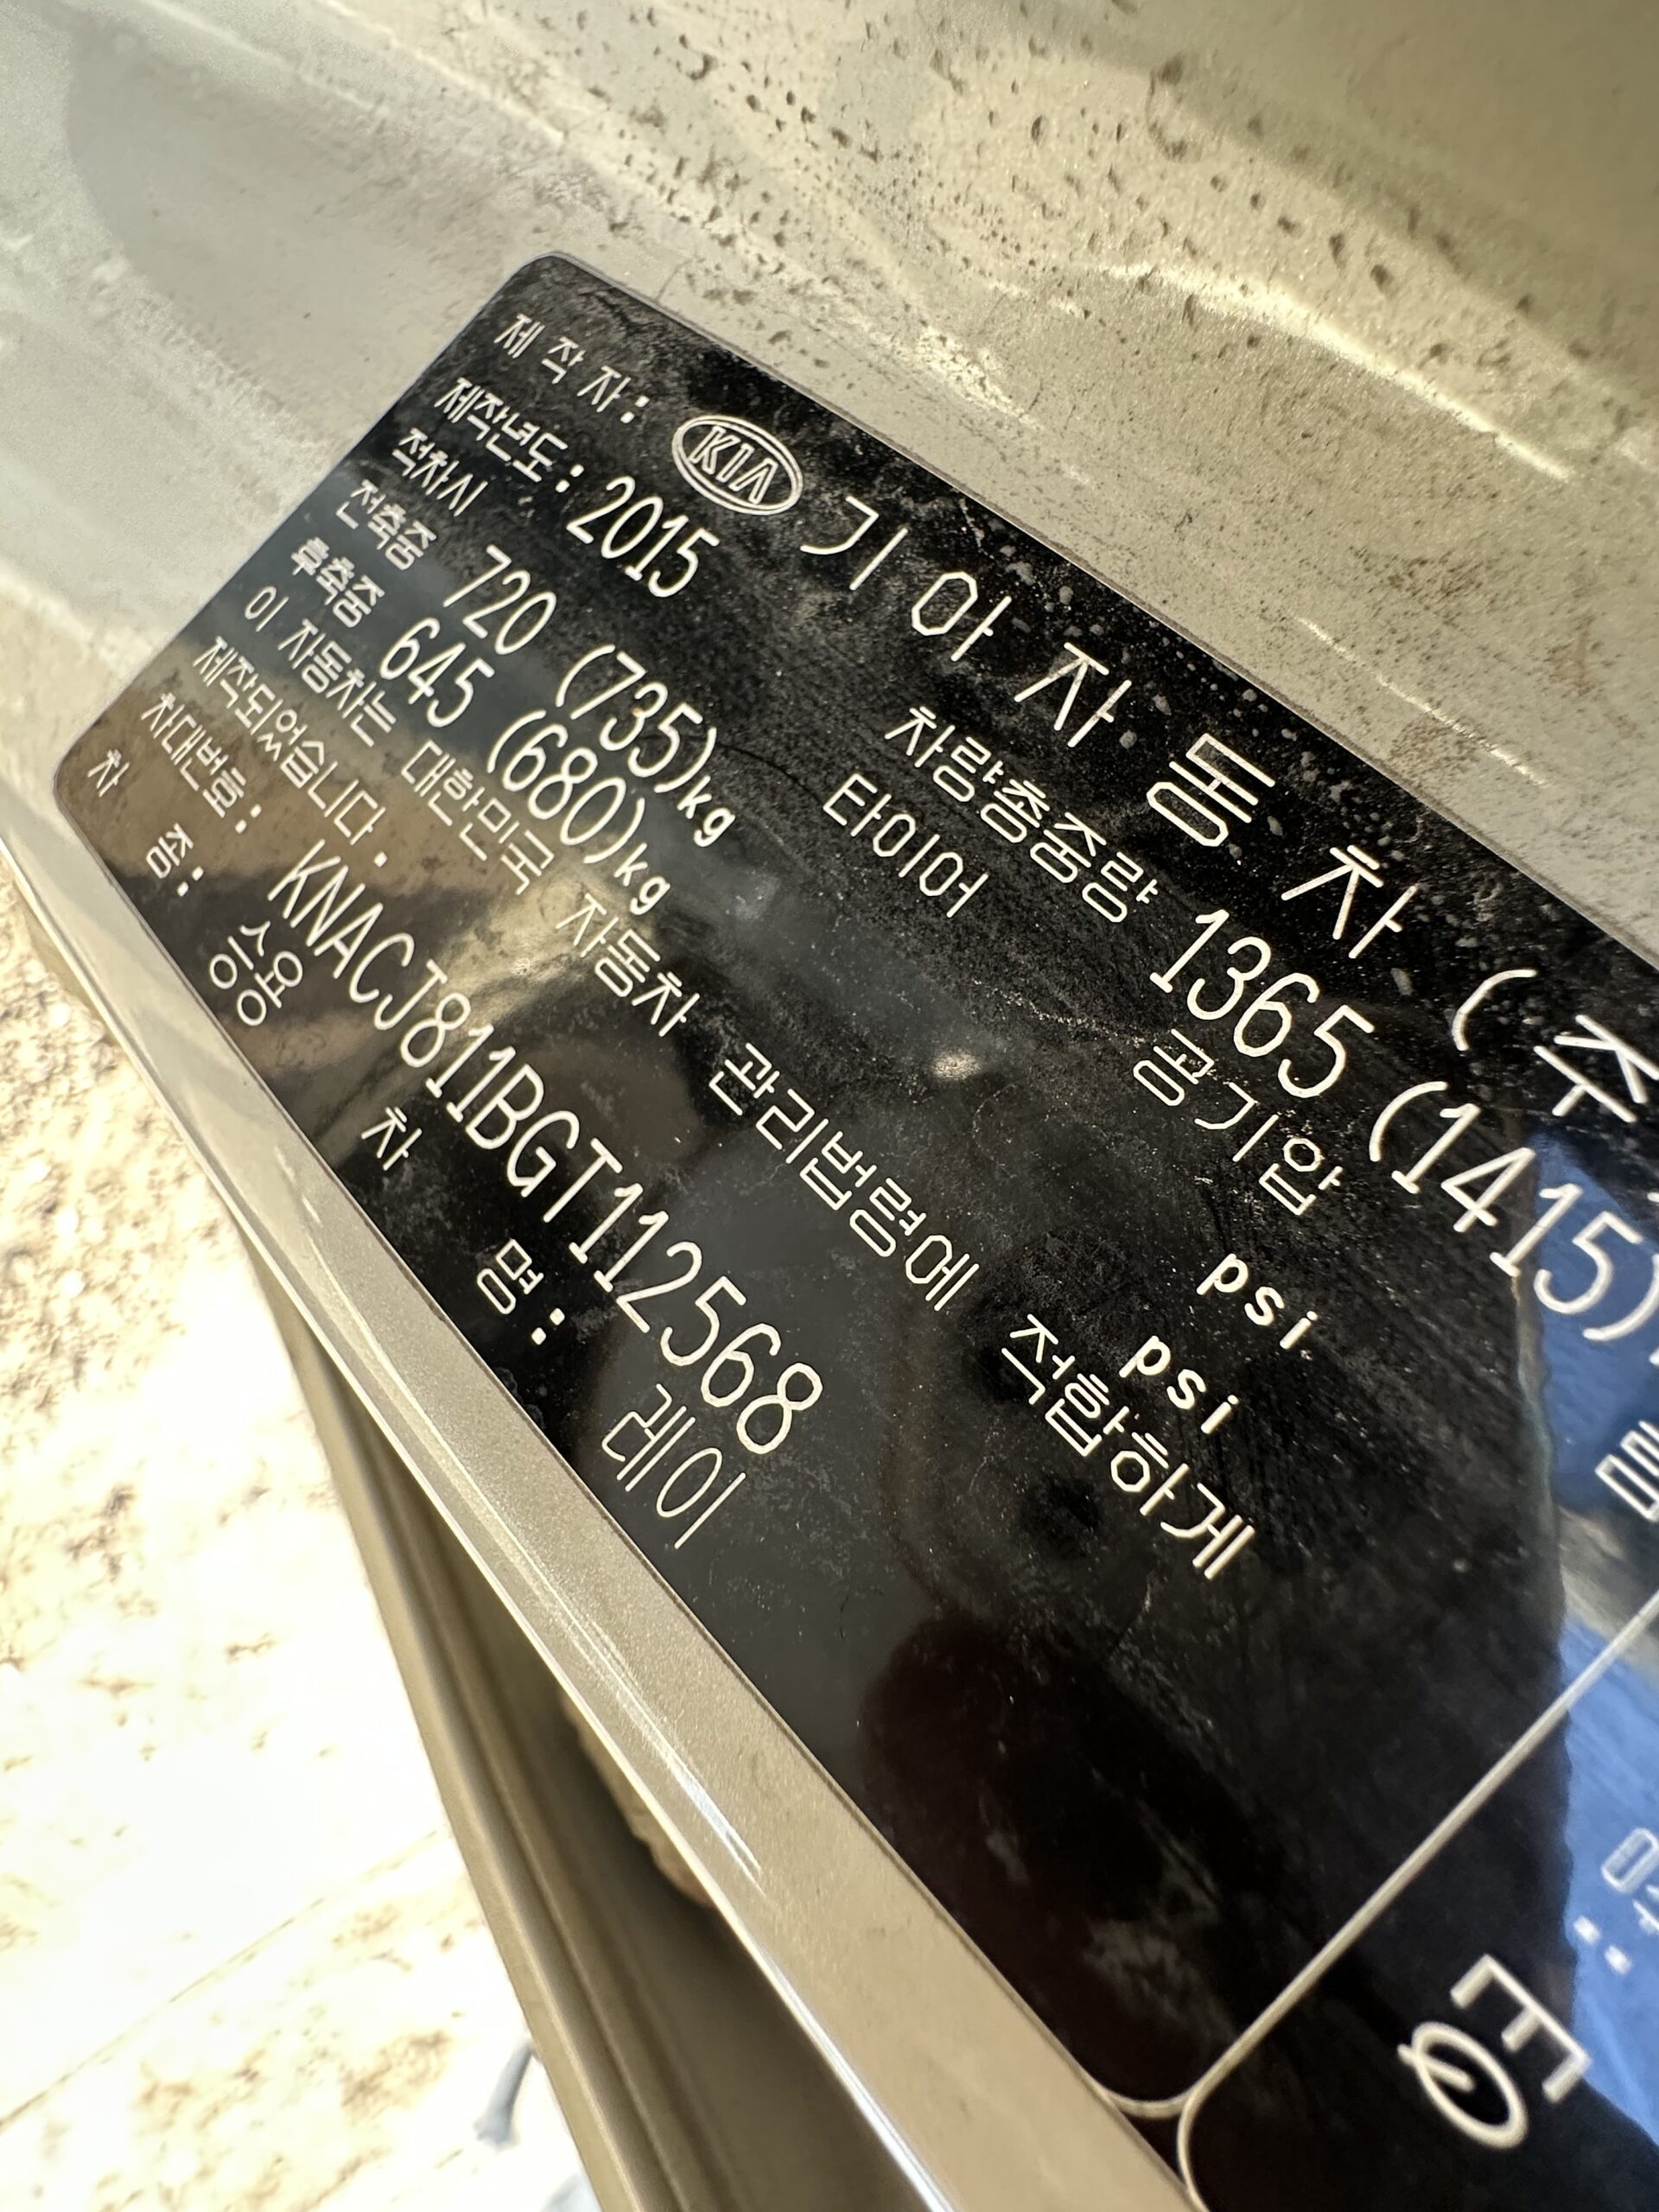 제 작 자: KIA 기 아 자 동 차 (주
제작년도: 2015 차량총중량 1365 (1415)
적차시 타이어 공기압
전축중 720 (735)kg psi
후축중 645 (680)kg psi
이 자동차는 대한민국 자동차 관리법령에 적합하게
제작되었습니다.
차대번호: KNACJ811BGT112568
차 종: 승용 차 명: 레이